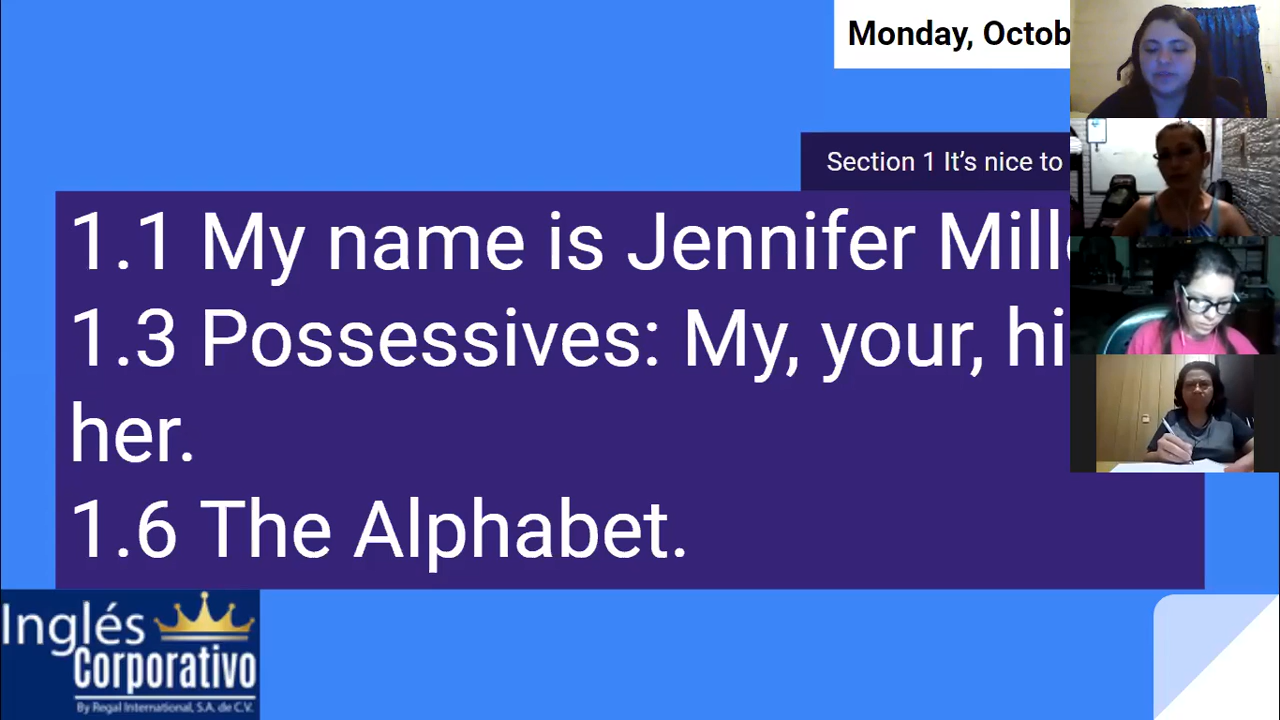 Monday, Octob
Section 1 It's nice to
1.1 My name is Jennifer Mill
1.3 Possessives: My, your, hi
her.
1.6 The Alphabet.
Inglés
Corporativo
By Regal International, S.A. de C.V.